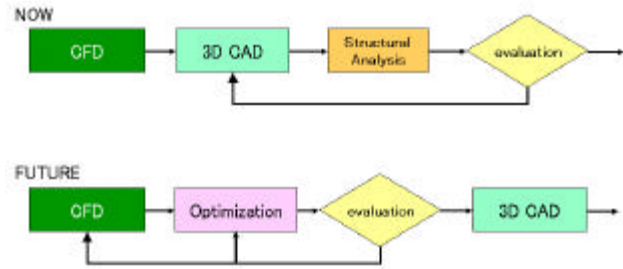 NOW
CFD
3D CAD
Structural
Analysis
evaluation
FUTURE
CFD
Optimization
evaluation
3D CAD